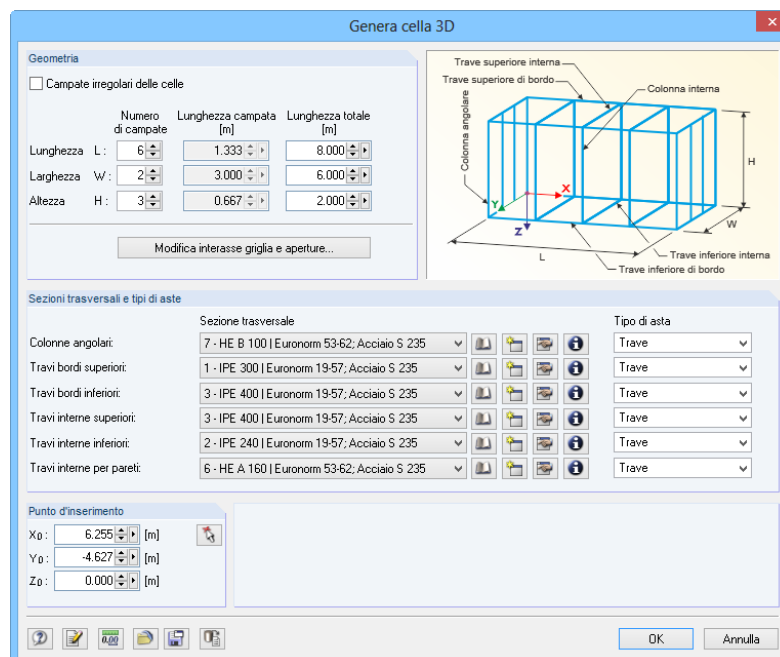 Genera cella 3D
Geometria
Campate irregolari delle celle
Numero di campate
Lunghezza campata [m]
Lunghezza totale [m]
Lunghezza L : 6 1.333 8.000
Larghezza W : 2 3.000 6.000
Altezza H : 3 0.667 2.000
Modifica interasse griglia e aperture...
Trave superiore interna
Trave superiore di bordo
Colonna interna
Colonna angolare
H
X
Y
Z
W
L
Trave inferiore interna
Trave inferiore di bordo
Sezioni trasversali e tipi di aste
Sezione trasversale Tipo di asta
Colonne angolari: 7 - HE B 100 | Euronorm 53-62; Acciaio S 235 Trave
Travi bordi superiori: 1 - IPE 300 | Euronorm 19-57; Acciaio S 235 Trave
Travi bordi inferiori: 3 - IPE 400 | Euronorm 19-57; Acciaio S 235 Trave
Travi interne superiori: 3 - IPE 400 | Euronorm 19-57; Acciaio S 235 Trave
Travi interne inferiori: 2 - IPE 240 | Euronorm 19-57; Acciaio S 235 Trave
Travi interne per pareti: 6 - HE A 160 | Euronorm 53-62; Acciaio S 235 Trave
Punto d'inserimento
X0 : 6.255 [m]
Y0 : -4.627 [m]
Z0 : 0.000 [m]
0.00
OK Annulla